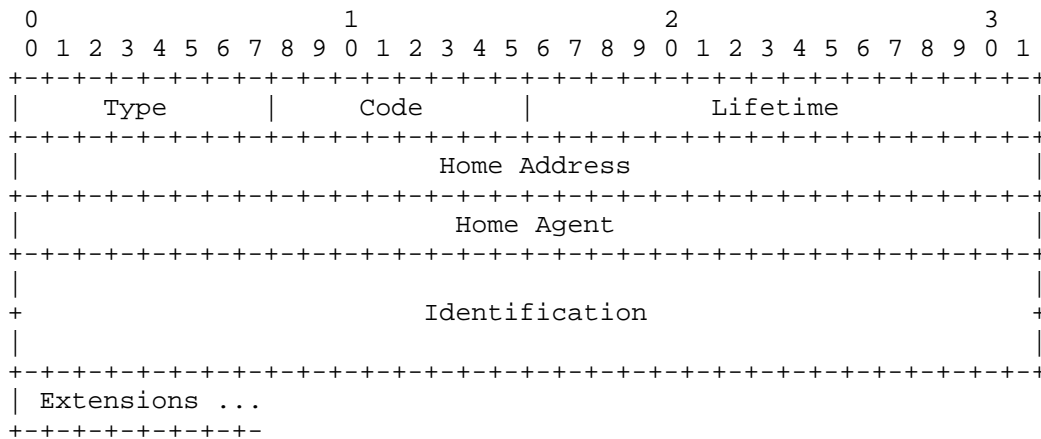 0                   1                   2                   3
 0 1 2 3 4 5 6 7 8 9 0 1 2 3 4 5 6 7 8 9 0 1 2 3 4 5 6 7 8 9 0 1
+-+-+-+-+-+-+-+-+-+-+-+-+-+-+-+-+-+-+-+-+-+-+-+-+-+-+-+-+-+-+-+-+
|     Type      |     Code      |           Lifetime            |
+-+-+-+-+-+-+-+-+-+-+-+-+-+-+-+-+-+-+-+-+-+-+-+-+-+-+-+-+-+-+-+-+
|                          Home Address                         |
+-+-+-+-+-+-+-+-+-+-+-+-+-+-+-+-+-+-+-+-+-+-+-+-+-+-+-+-+-+-+-+-+
|                           Home Agent                          |
+-+-+-+-+-+-+-+-+-+-+-+-+-+-+-+-+-+-+-+-+-+-+-+-+-+-+-+-+-+-+-+-+
|                                                               |
+                         Identification                        +
|                                                               |
+-+-+-+-+-+-+-+-+-+-+-+-+-+-+-+-+-+-+-+-+-+-+-+-+-+-+-+-+-+-+-+-+
| Extensions ...
+-+-+-+-+-+-+-+-